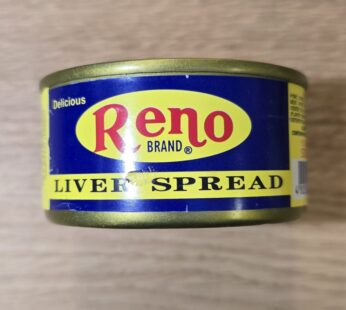 Delicious
Reno
BRAND®
LIVER SPREAD